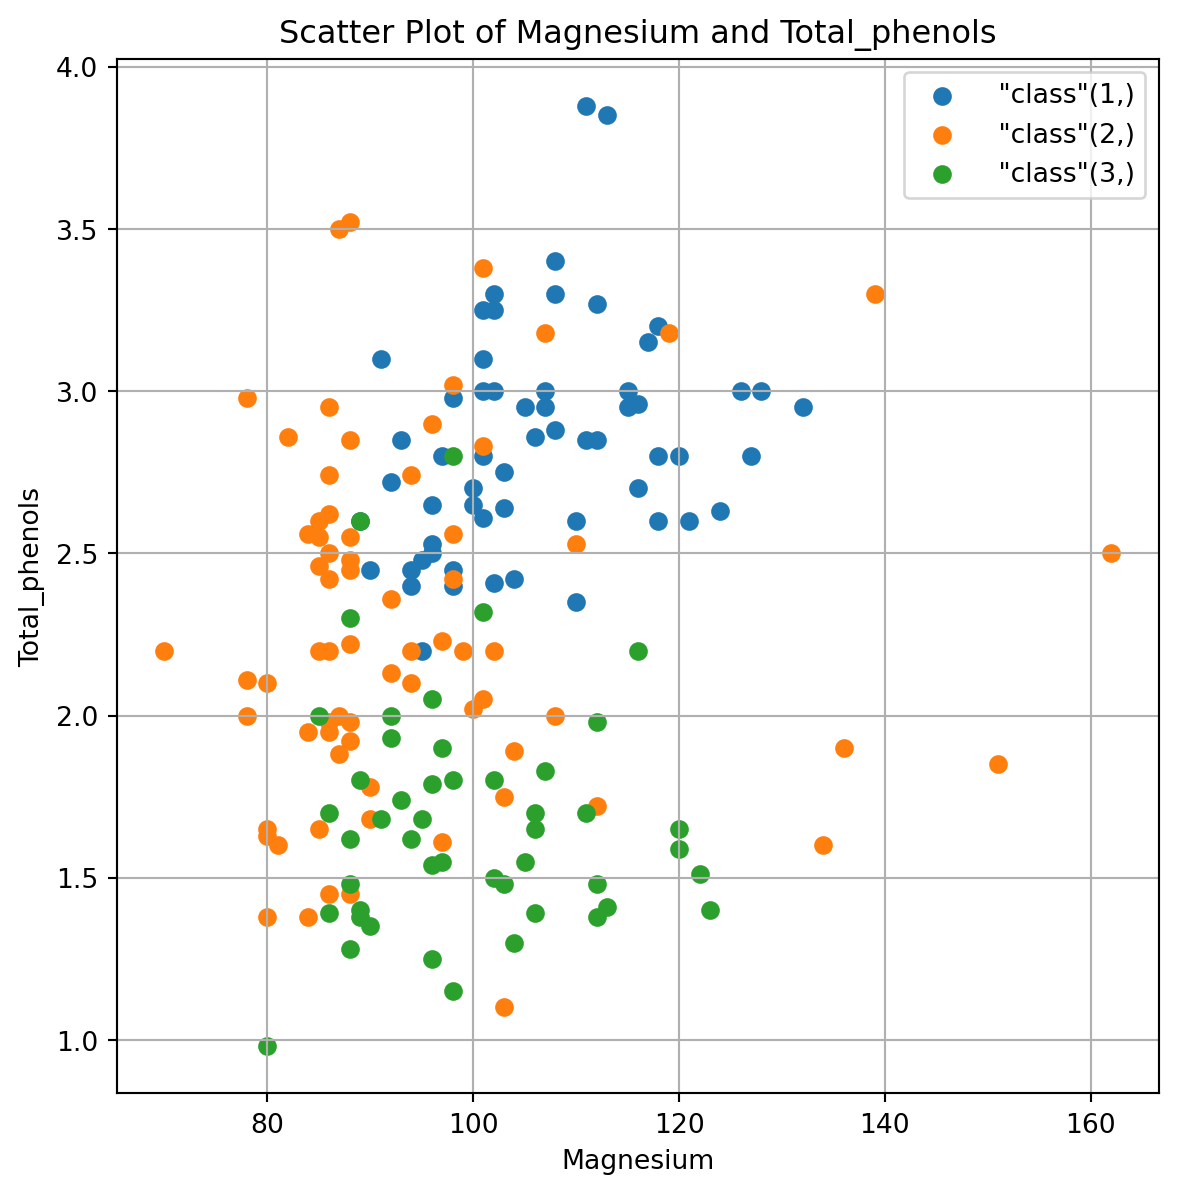 Scatter Plot of Magnesium and Total_phenols
"class"(1,)
"class"(2,)
"class"(3,)
4.0
3.5
3.0
2.5
2.0
1.5
1.0
Total_phenols
80 100 120 140 160
Magnesium